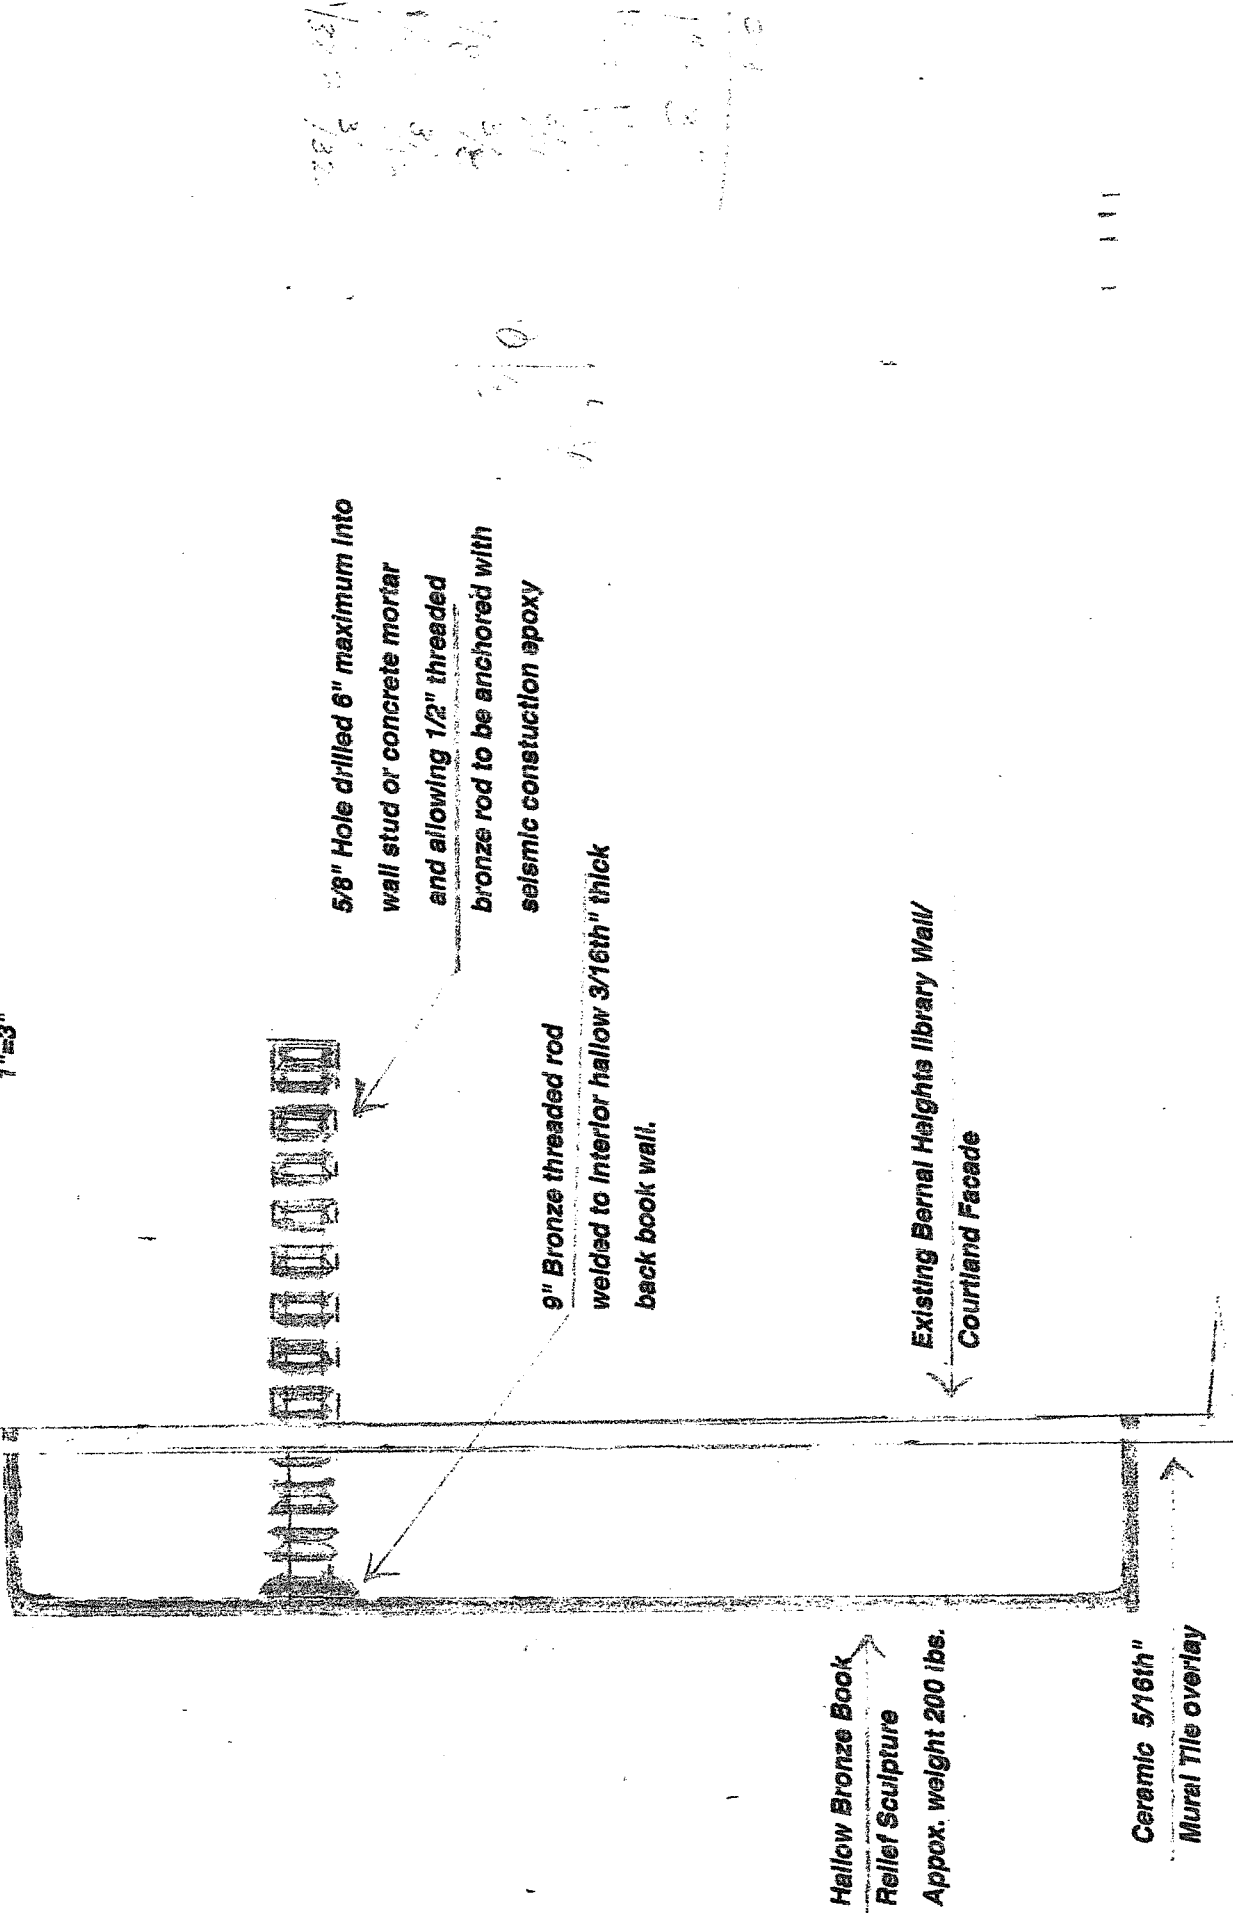 1"=3"
5/8" Hole drilled 6" maximum into
wall stud or concrete mortar
and allowing 1/2" threaded
bronze rod to be anchored with
seismic constuction epoxy
9" Bronze threaded rod
welded to interior hallow 3/16th" thick
back book wall.
Existing Bernal Heights library Wall/
Courtland Facade
Hallow Bronze Book
Relief Sculpture
Appox. weight 200 lbs.
Ceramic 5/16th"
Mural Tile overlay